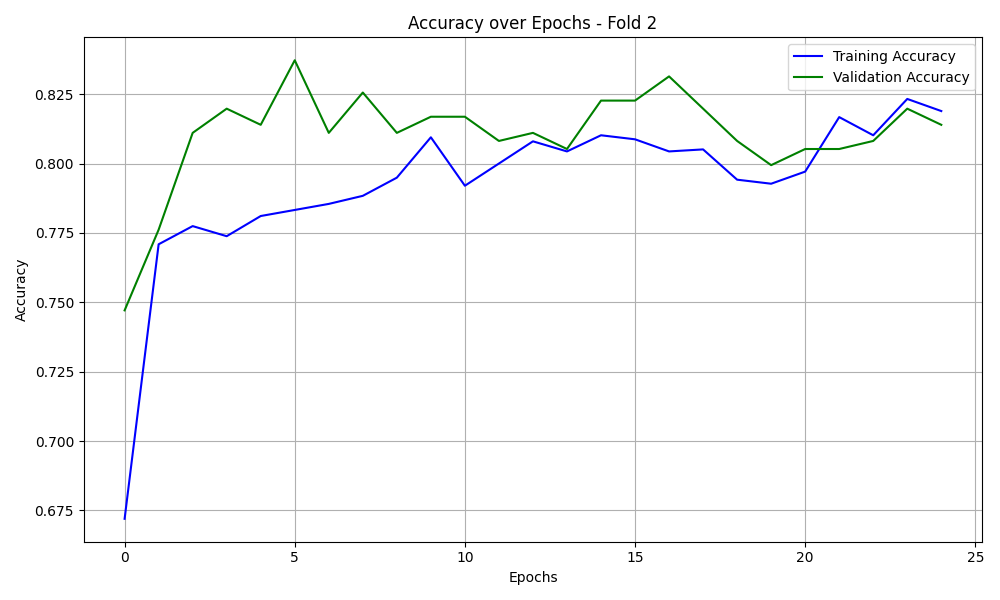 Accuracy over Epochs - Fold 2
Training Accuracy
Validation Accuracy
Accuracy
0.825
0.800
0.775
0.750
0.725
0.700
0.675
0 5 10 15 20 25
Epochs